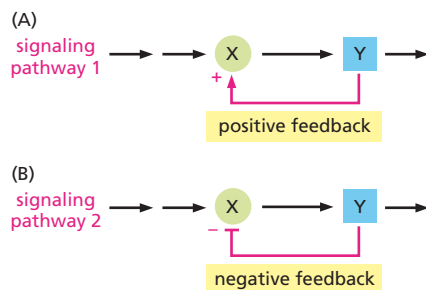 (A)
signaling
pathway 1
X
Y
+
positive feedback
(B)
signaling
pathway 2
X
Y
–
negative feedback